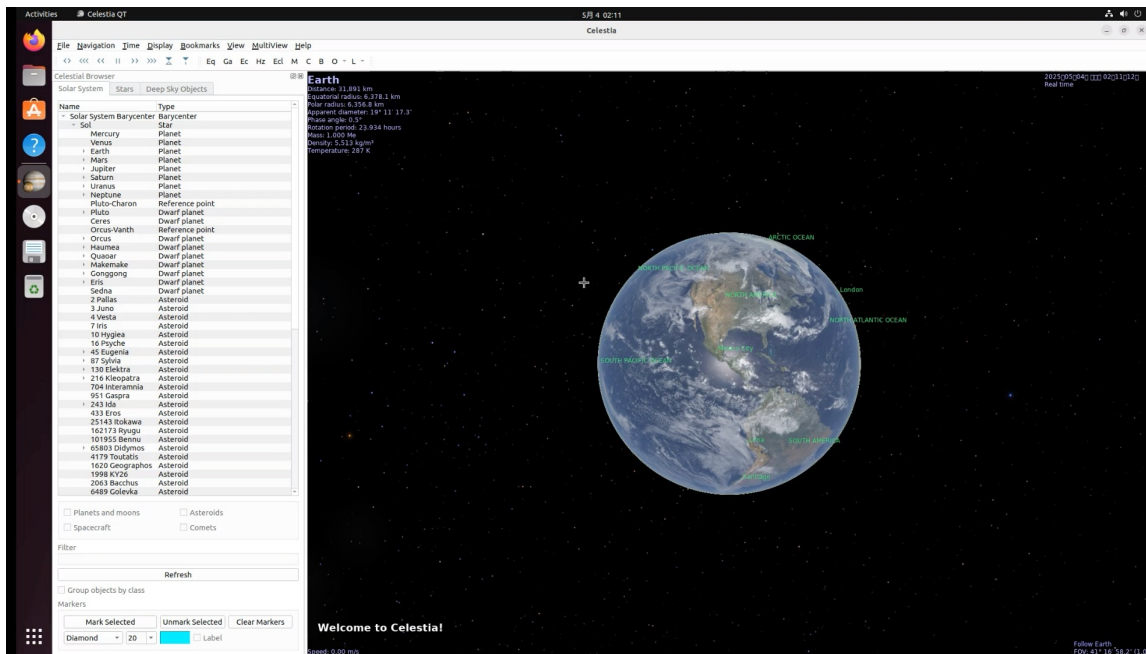 Activities
Celestia QT
5月 4 02:11
Celestia
File Navigation Time Display Bookmarks View MultiView Help
Eq Ga Ec Hz Ecl M C B O L
Celestial Browser
Solar System Stars Deep Sky Objects
Name Type
Solar System Barycenter Barycenter
Sol Star
Mercury Planet
Venus Planet
Earth Planet
Mars Planet
Jupiter Planet
Saturn Planet
Uranus Planet
Neptune Planet
Pluto-Charon Reference point
Pluto Dwarf planet
Ceres Dwarf planet
Orcus-Vanth Reference point
Orcus Dwarf planet
Haumea Dwarf planet
Quaoar Dwarf planet
Makemake Dwarf planet
Gonggong Dwarf planet
Eris Dwarf planet
Sedna Dwarf planet
2 Pallas Asteroid
3 Juno Asteroid
4 Vesta Asteroid
7 Iris Asteroid
10 Hygiea Asteroid
16 Psyche Asteroid
45 Eugenia Asteroid
87 Sylvia Asteroid
130 Elektra Asteroid
216 Kleopatra Asteroid
704 Interamnia Asteroid
951 Gaspra Asteroid
243 Ida Asteroid
433 Eros Asteroid
25143 Itokawa Asteroid
162173 Ryugu Asteroid
101955 Bennu Asteroid
65803 Didymos Asteroid
4179 Toutatis Asteroid
1620 Geographos Asteroid
1998 KY26 Asteroid
2063 Bacchus Asteroid
6489 Golevka Asteroid
Planets and moons Asteroids
Spacecraft Comets
Filter
Refresh
Group objects by class
Markers
Mark Selected Unmark Selected Clear Markers
Diamond 20 Label
Earth
Distance: 31,891 km
Equatorial radius: 6,378.1 km
Polar radius: 6,356.8 km
Apparent diameter: 19° 11' 17.3"
Phase angle: 0.5°
Rotation period: 23.934 hours
Mass: 1.000 Me
Density: 5,513 kg/m³
Temperature: 287 K
2025 05 04 02 11 12
Real time
ARCTIC OCEAN
NORTH PACIFIC OCEAN
London
NORTH AMERICA
NORTH ATLANTIC OCEAN
SOUTH PACIFIC OCEAN
SOUTH AMERICA
Santiago
Welcome to Celestia!
Speed: 0.00 m/s
Follow Earth
FOV: 41° 16' 58.2"